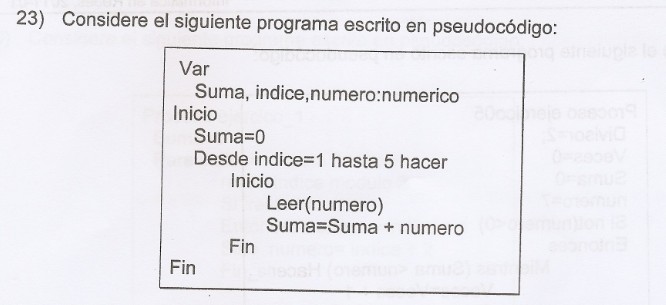 23) Considere el siguiente programa escrito en pseudocódigo:
Var
Suma, indice,numero:numerico
Inicio
Suma=0
Desde indice=1 hasta 5 hacer
Inicio
Leer(numero)
Suma=Suma + numero
Fin
Fin